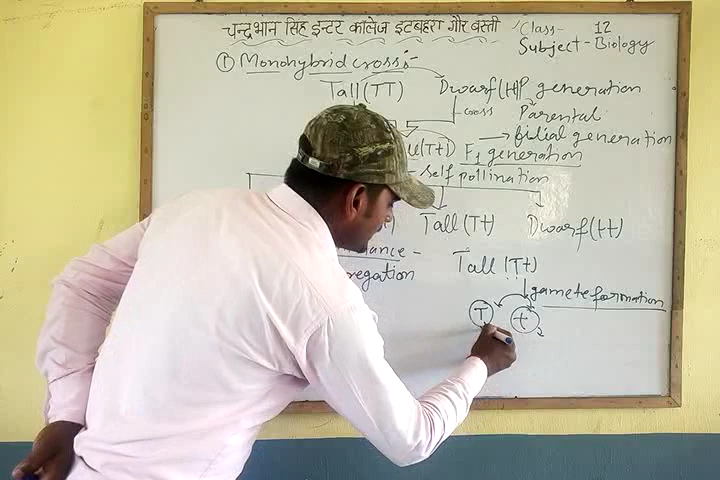 चन्द्रभान सिंह इन्टर कॉलेज इटबहरा गौर बस्ती
Class- 12
Subject - Biology
① Monohybrid cross:-
Tall (TT) Dwarf (tt) P generation
cross Parental
(Tt) F1 generation → filial generation
self pollination
Tall (Tt) Dwarf (tt)
Tall (Tt)
gamete formation
T t